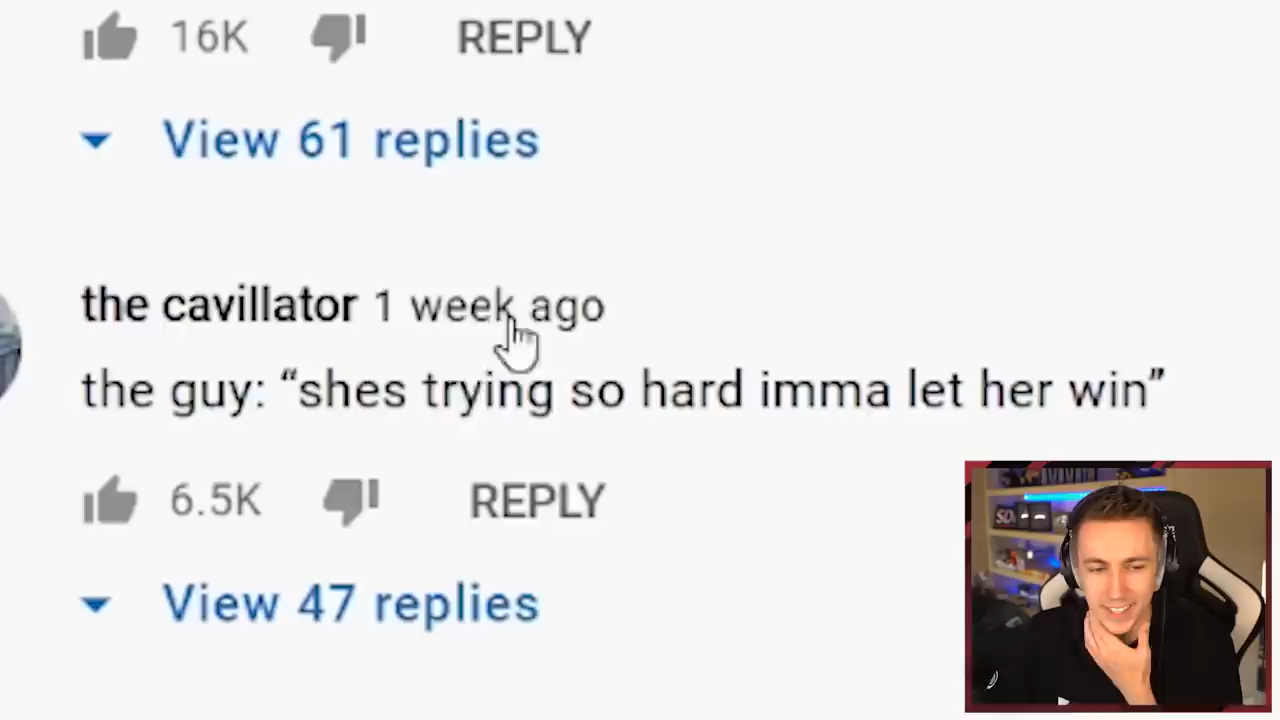 16K REPLY
View 61 replies
the cavillator 1 week ago
the guy: “shes trying so hard imma let her win”
6.5K REPLY
View 47 replies
SD